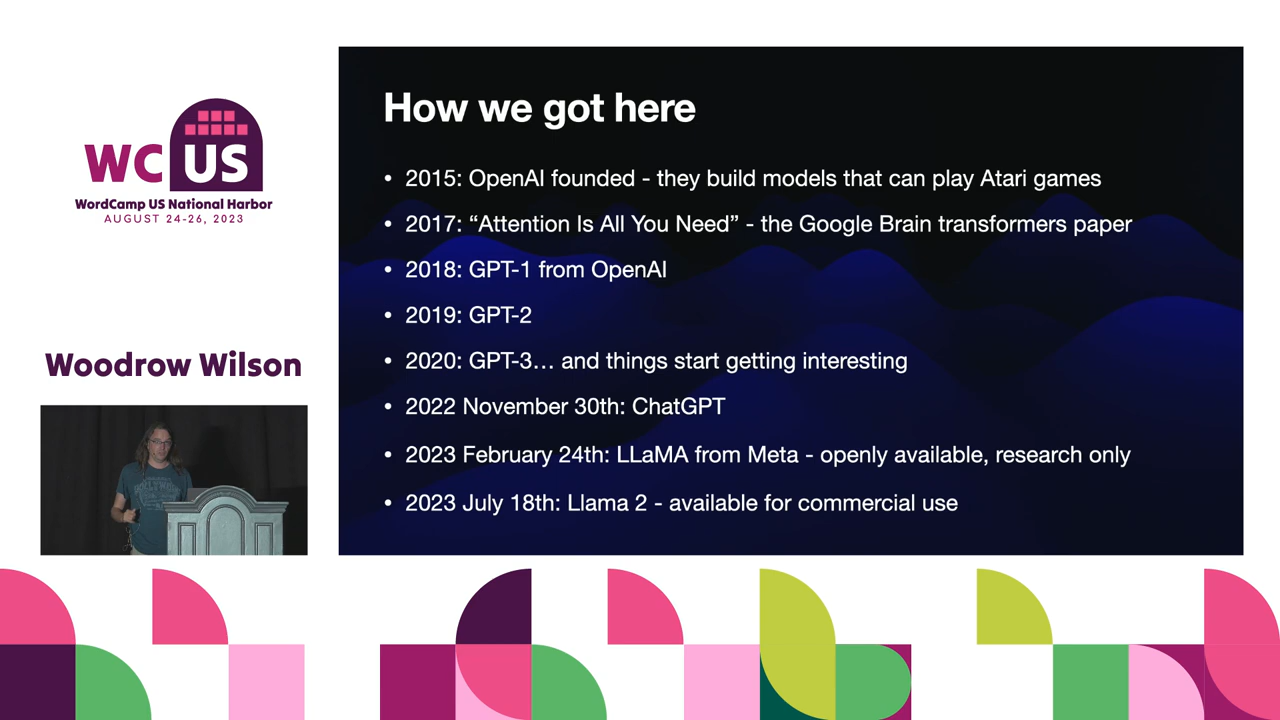 WC US
WordCamp US National Harbor
AUGUST 24-26, 2023
Woodrow Wilson
How we got here
• 2015: OpenAI founded - they build models that can play Atari games
• 2017: “Attention Is All You Need” - the Google Brain transformers paper
• 2018: GPT-1 from OpenAI
• 2019: GPT-2
• 2020: GPT-3… and things start getting interesting
• 2022 November 30th: ChatGPT
• 2023 February 24th: LLaMA from Meta - openly available, research only
• 2023 July 18th: Llama 2 - available for commercial use